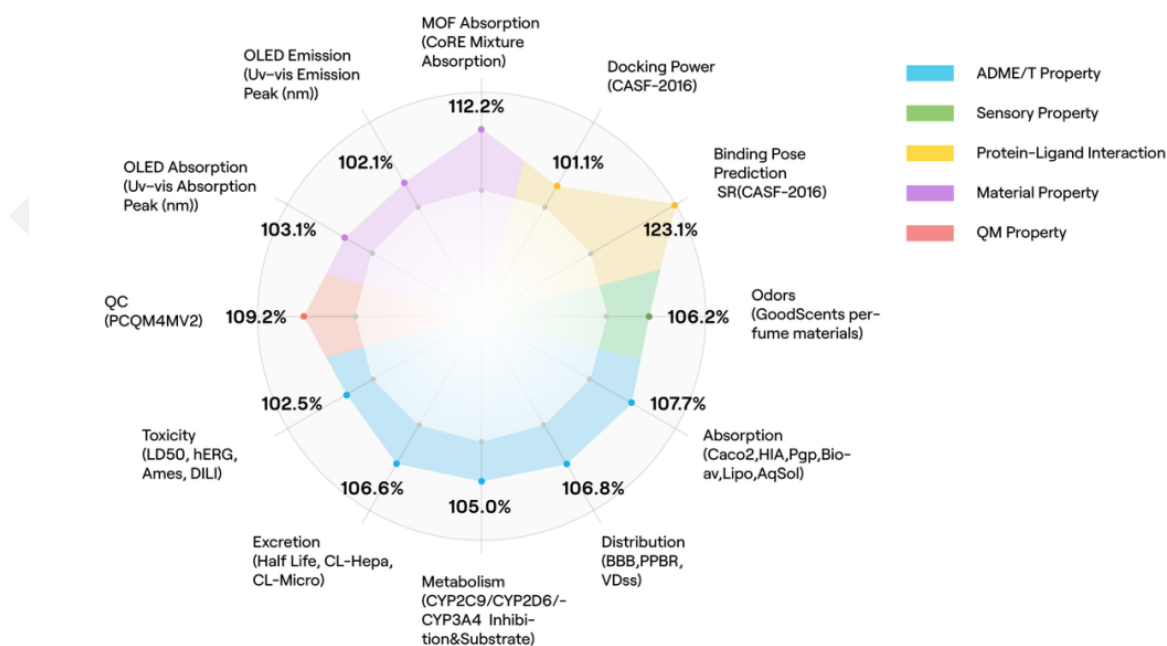 MOF Absorption
(CoRE Mixture
Absorption)
112.2%
OLED Emission
(Uv–vis Emission
Peak (nm))
102.1%
Docking Power
(CASF-2016)
101.1%
Binding Pose
Prediction
SR(CASF-2016)
123.1%
OLED Absorption
(Uv–vis Absorption
Peak (nm))
103.1%
QC
(PCQM4MV2)
109.2%
Odors
(GoodScents per-
fume materials)
106.2%
Toxicity
(LD50, hERG,
Ames, DILI)
102.5%
Absorption
(Caco2,HIA,Pgp,Bio-
av,Lipo,AqSol)
107.7%
Excretion
(Half Life, CL-Hepa,
CL-Micro)
106.6%
Metabolism
(CYP2C9/CYP2D6/-
CYP3A4 Inhibi-
tion&Substrate)
105.0%
Distribution
(BBB,PPBR,
VDss)
106.8%
ADME/T Property
Sensory Property
Protein-Ligand Interaction
Material Property
QM Property